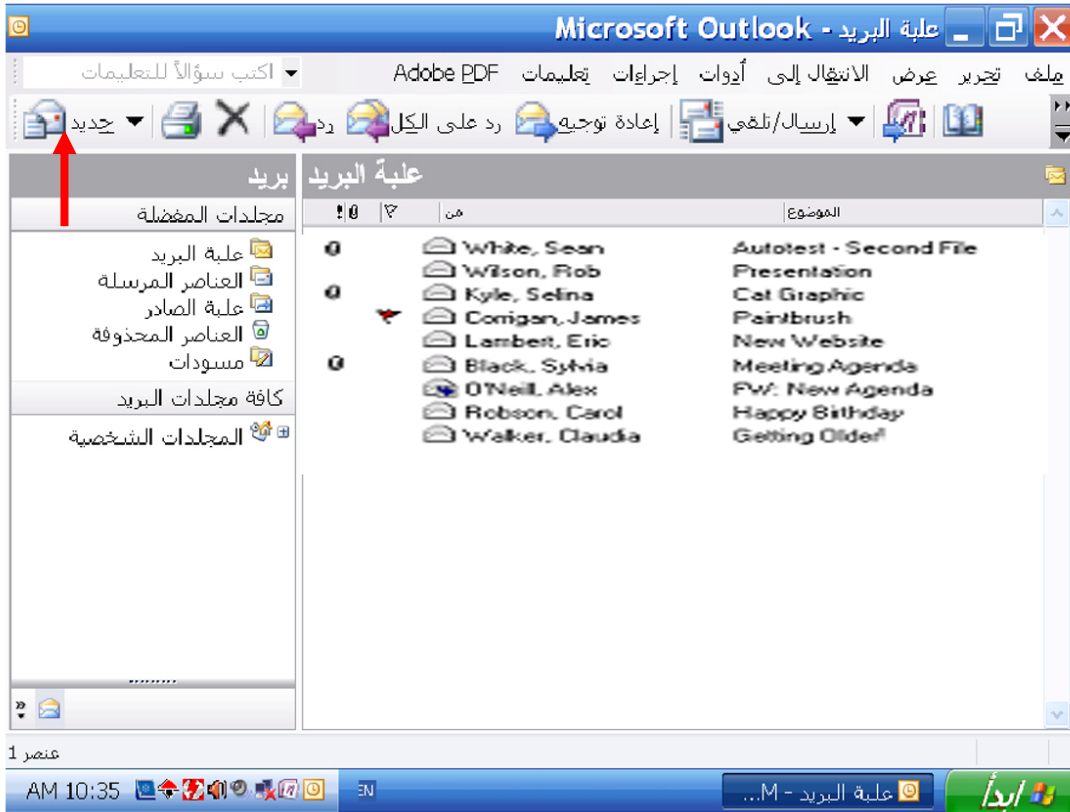 علبة البريد - Microsoft Outlook
ملف تحرير عرض الانتقال إلى أدوات إجراءات تعليمات Adobe PDF
اكتب سؤالاً للتعليمات
جديد رد رد على الكل إعادة توجيه إرسال/تلقي
بريد
مجلدات المفضلة
علبة البريد
العناصر المرسلة
علبة الصادر
العناصر المحذوفة
مسودات
كافة مجلدات البريد
المجلدات الشخصية
علبة البريد
من الموضوع
White, Sean Autotest - Second File
Wilson, Rob Presentation
Kyle, Selina Cat Graphic
Corrigan, James Paintbrush
Lambert, Eric New Website
Black, Sylvia Meeting Agenda
O'Neill, Alex FW: New Agenda
Robson, Carol Happy Birthday
Walker, Claudia Getting Older!
1 عنصر
AM 10:35 EN علبة البريد - M... ابدأ